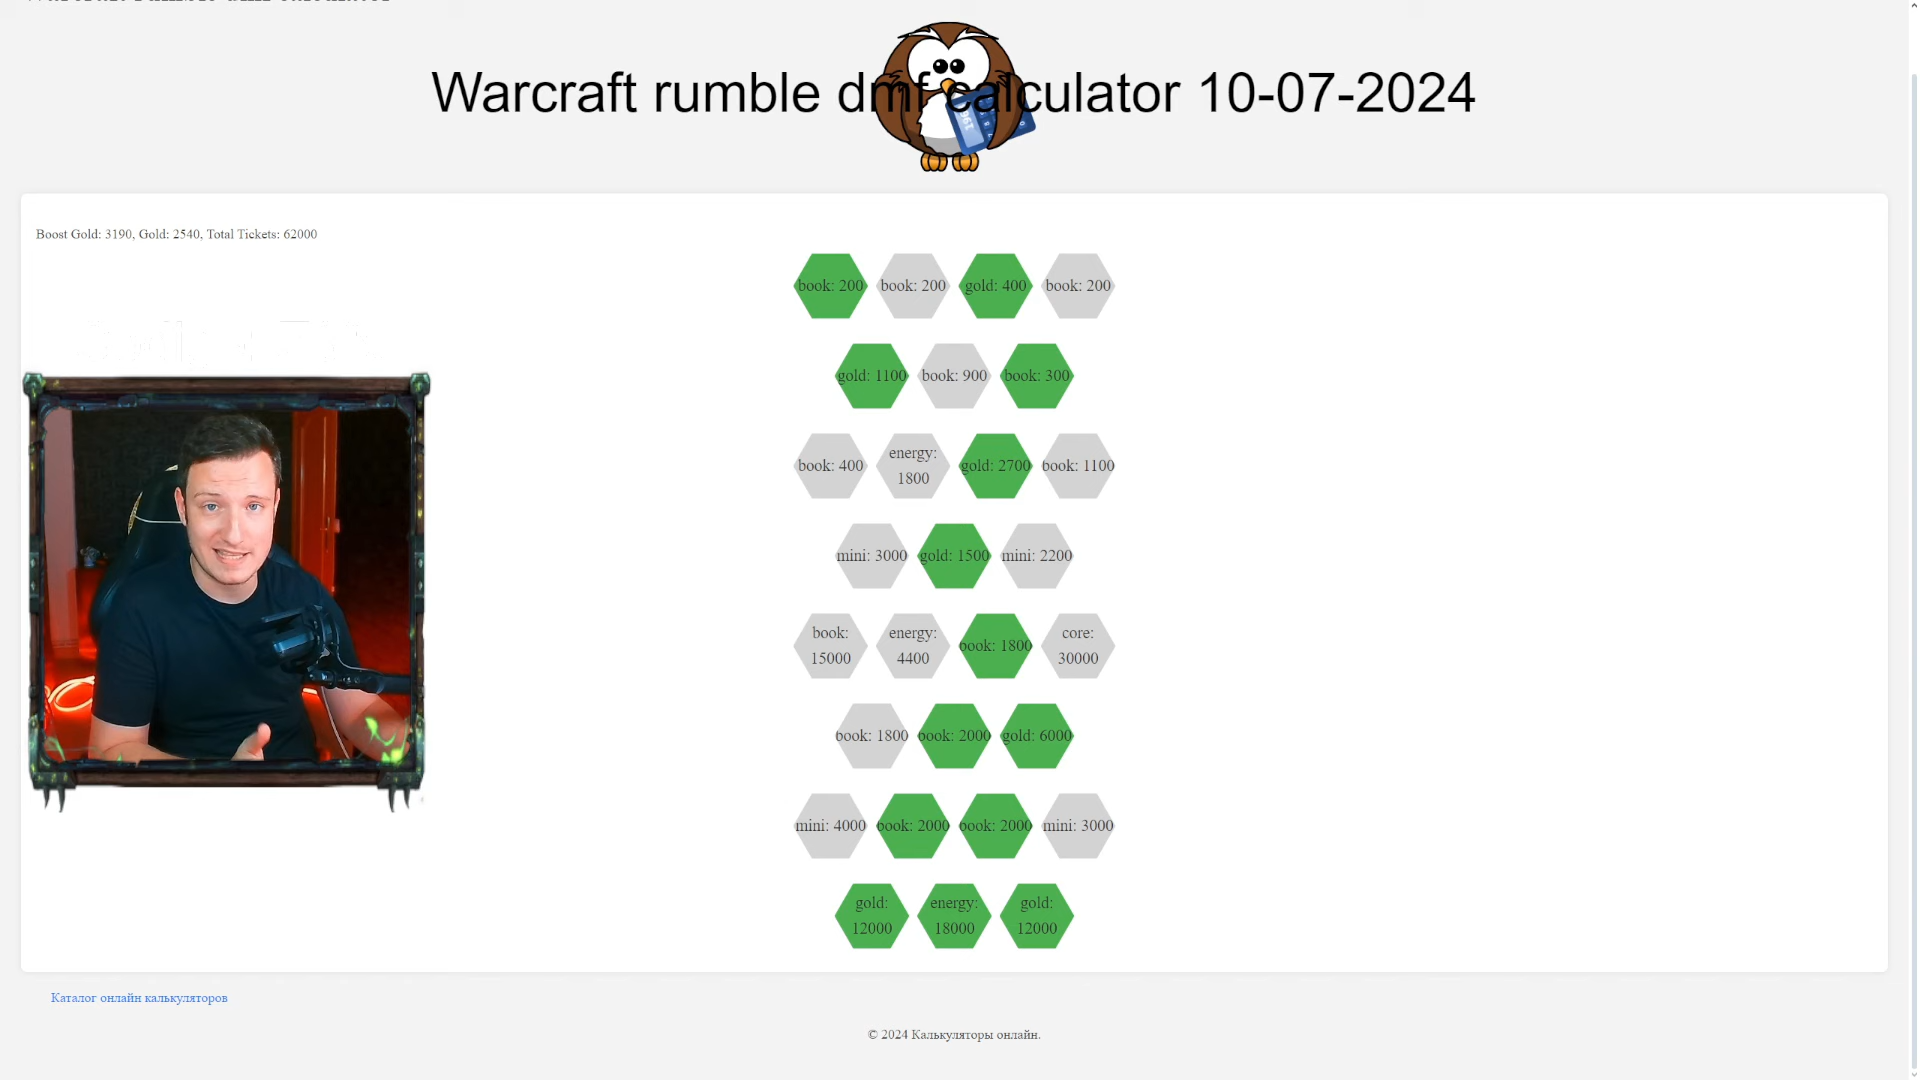 Warcraft rumble dmf calculator 10-07-2024
Boost Gold: 3190, Gold: 2540, Total Tickets: 62000
book: 200 book: 200 gold: 400 book: 200
gold: 1100 book: 900 book: 300
book: 400 energy: 1800 gold: 2700 book: 1100
mini: 3000 gold: 1500 mini: 2200
book: 15000 energy: 4400 book: 1800 core: 30000
book: 1800 book: 2000 gold: 6000
mini: 4000 book: 2000 book: 2000 mini: 3000
gold: 12000 energy: 18000 gold: 12000
Каталог онлайн калькуляторов
© 2024 Калькуляторы онлайн.